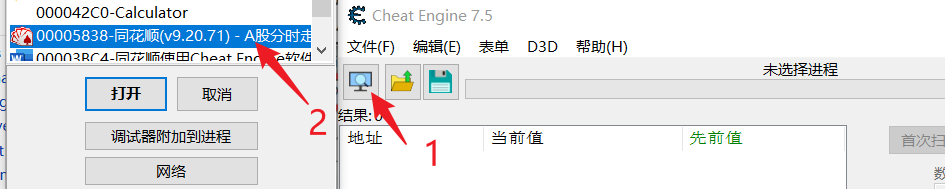 000042C0-Calculator
00005838-同花顺(v9.20.71) - A股分时走
00003BC4-同花顺使用Cheat Engine软件
打开
取消
调试器附加到进程
网络
2
Cheat Engine 7.5
文件(F) 编辑(E) 表单 D3D 帮助(H)
未选择进程
结果: 0
地址 当前值 先前值
首次扫
数
1